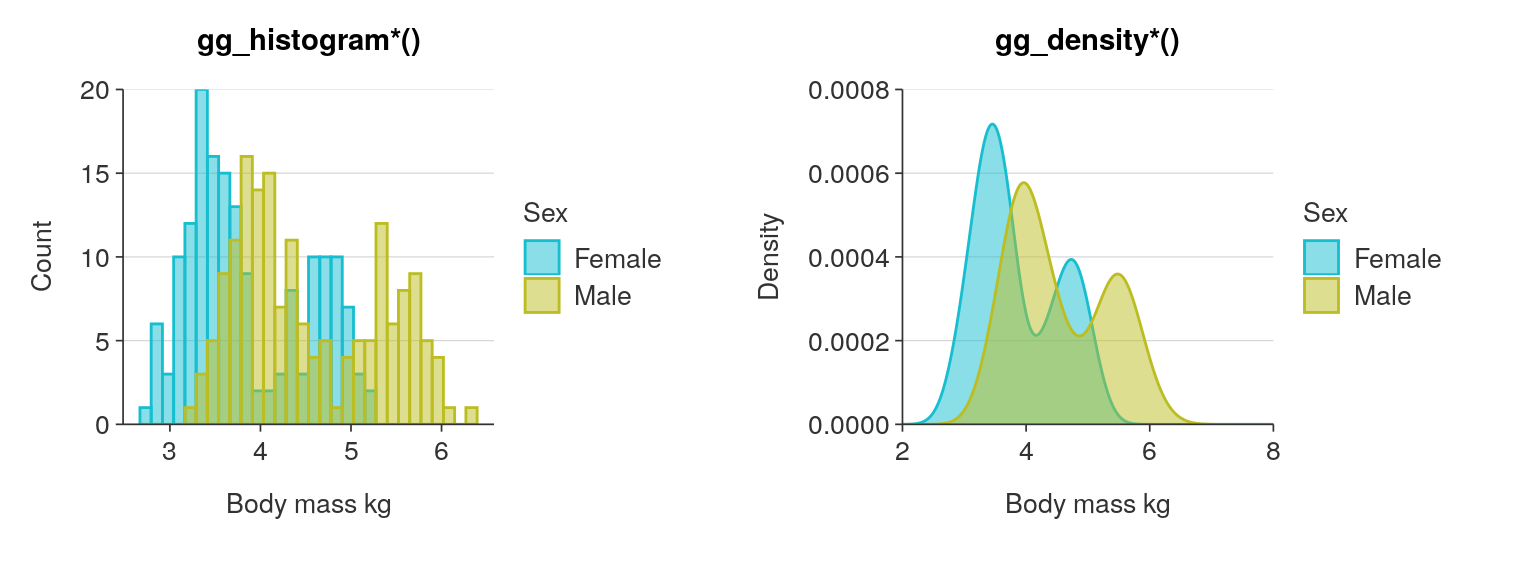 gg_histogram*()
20
15
10
5
0
Count
3 4 5 6
Body mass kg
Sex
Female
Male
gg_density*()
0.0008
0.0006
0.0004
0.0002
0.0000
Density
2 4 6 8
Body mass kg
Sex
Female
Male